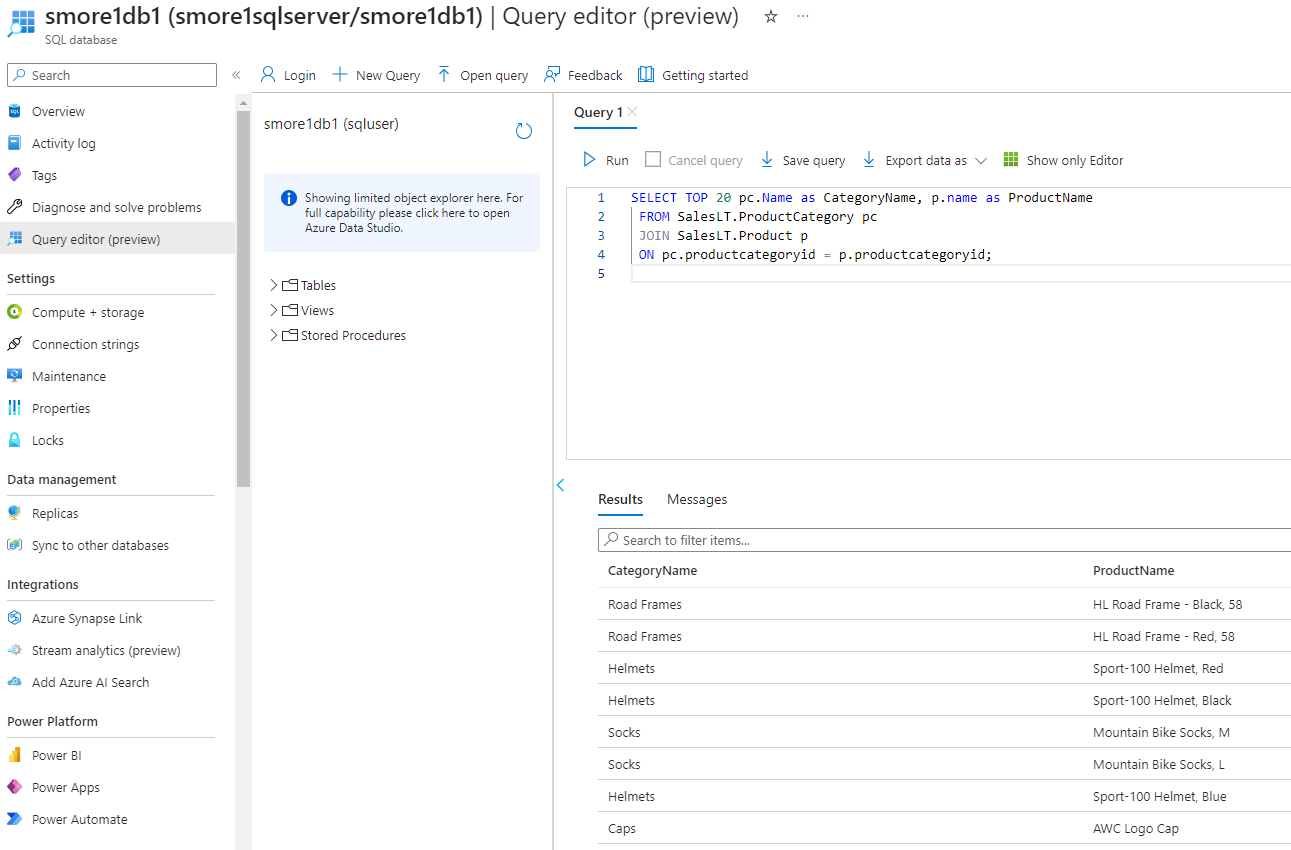 smore1db1 (smore1sqlserver/smore1db1) | Query editor (preview)
SQL database
Search
Overview
Activity log
Tags
Diagnose and solve problems
Query editor (preview)
Settings
Compute + storage
Connection strings
Maintenance
Properties
Locks
Data management
Replicas
Sync to other databases
Integrations
Azure Synapse Link
Stream analytics (preview)
Add Azure AI Search
Power Platform
Power BI
Power Apps
Power Automate
Login New Query Open query Feedback Getting started
smore1db1 (sqluser)
Showing limited object explorer here. For
full capability please click here to open
Azure Data Studio.
Tables
Views
Stored Procedures
Query 1
Run Cancel query Save query Export data as Show only Editor
1 SELECT TOP 20 pc.Name as CategoryName, p.name as ProductName
2 FROM SalesLT.ProductCategory pc
3 JOIN SalesLT.Product p
4 ON pc.productcategoryid = p.productcategoryid;
5
Results Messages
Search to filter items...
CategoryName ProductName
Road Frames HL Road Frame - Black, 58
Road Frames HL Road Frame - Red, 58
Helmets Sport-100 Helmet, Red
Helmets Sport-100 Helmet, Black
Socks Mountain Bike Socks, M
Socks Mountain Bike Socks, L
Helmets Sport-100 Helmet, Blue
Caps AWC Logo Cap